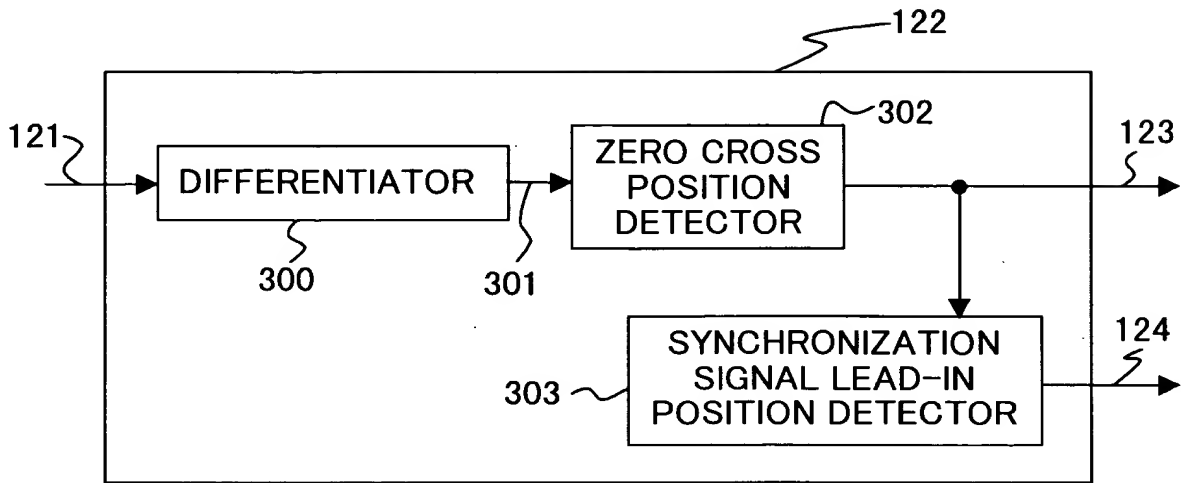 122
121
302
123
DIFFERENTIATOR
ZERO CROSS
POSITION
DETECTOR
300
301
SYNCHRONIZATION
SIGNAL LEAD-IN
POSITION DETECTOR
303
124